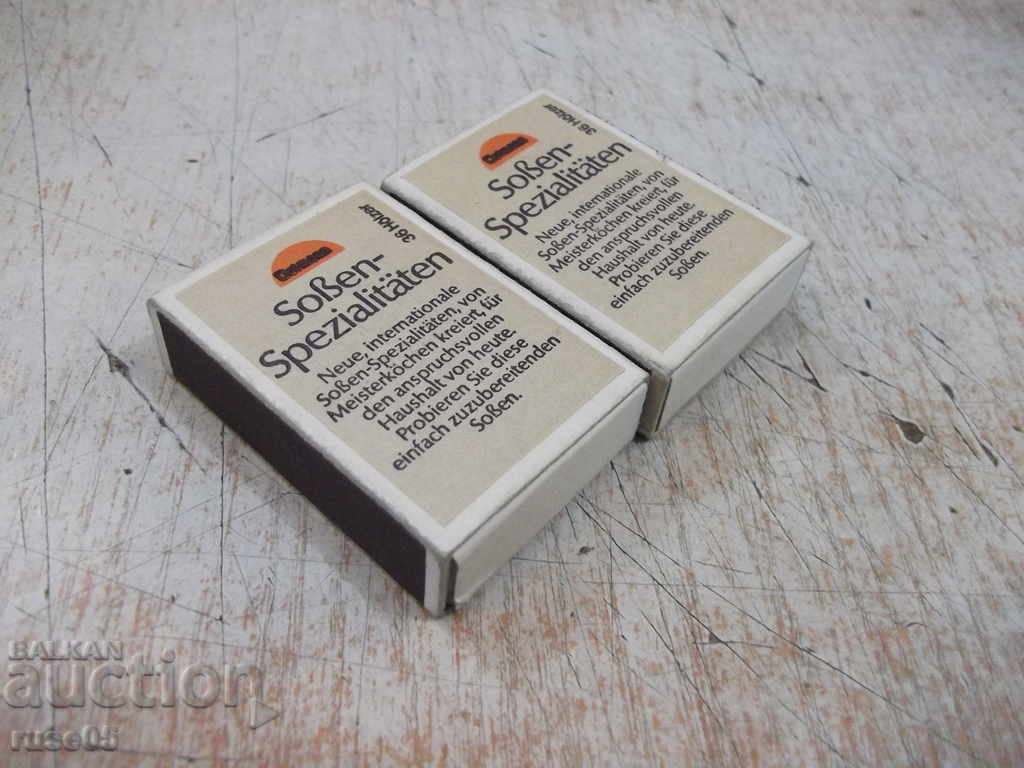 36 Hölzer
Soßen-
Spezialitäten
Neue, internationale
Soßen-Spezialitäten, von
Meisterköchen kreiert, für
den anspruchsvollen
Haushalt von heute.
Probieren Sie diese
einfach zuzubereitenden
Soßen.
36 Hölzer
Soßen-
Spezialitäten
Neue, internationale
Soßen-Spezialitäten, von
Meisterköchen kreiert, für
den anspruchsvollen
Haushalt von heute.
Probieren Sie diese
einfach zuzubereitenden
Soßen.
BALKAN
auction
ruse05